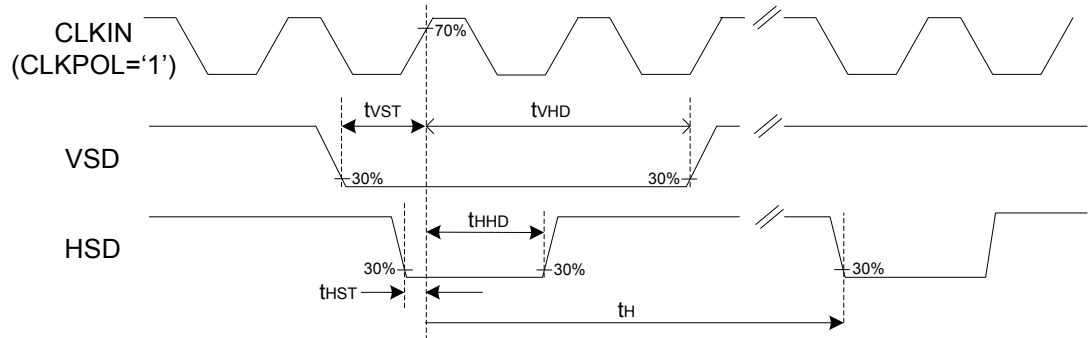 CLKIN
(CLKPOL=‘1’)
70%
tVST
tVHD
VSD
30%
30%
tHHD
HSD
30%
30%
30%
tHST
tH